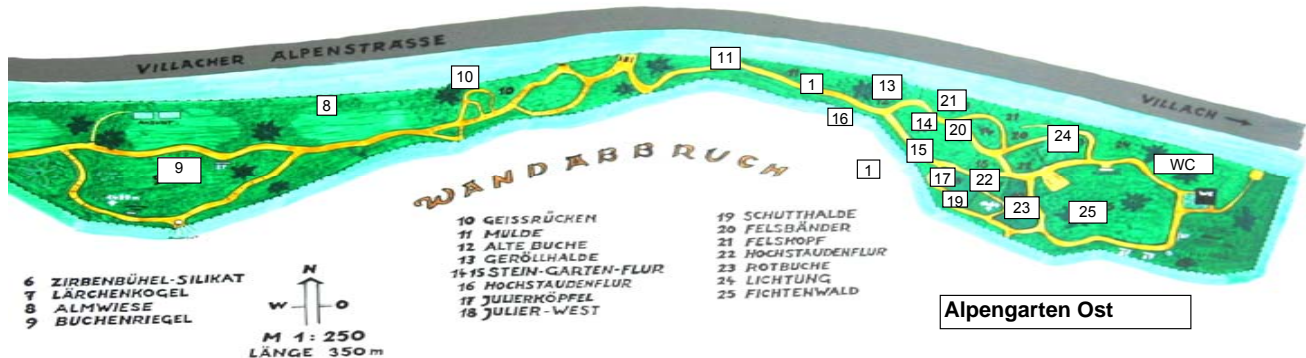 VILLACHER ALPENSTRASSE
VILLACH →
11
10
8
1
13
21
16
14
20
24
15
WC
9
1
17
22
19
23
25
WANDABBRUCH
6 ZIRBENBÜHEL-SILIKAT
7 LÄRCHENKOGEL
8 ALMWIESE
9 BUCHENRIEGEL
N
W O
M 1:250
LÄNGE 350 m
10 GEISSRÜCKEN
11 MULDE
12 ALTE BUCHE
13 GERÖLLHALDE
14 15 STEIN-GARTEN-FLUR
16 HOCHSTAUDENFLUR
17 JULIERKÖPFEL
18 JULIER-WEST
19 SCHUTTHALDE
20 FELSBÄNDER
21 FELSKOPF
22 HOCHSTAUDENFLUR
23 ROTBUCHE
24 LICHTUNG
25 FICHTENWALD
Alpengarten Ost